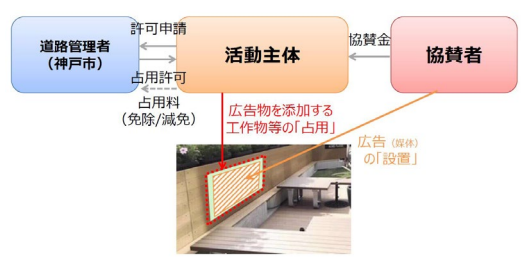 道路管理者
（神戸市）
許可申請
占用許可
占用料
（免除/減免）
活動主体
協賛金
協賛者
広告物を添加する
工作物等の「占用」
広告（媒体）
の「設置」